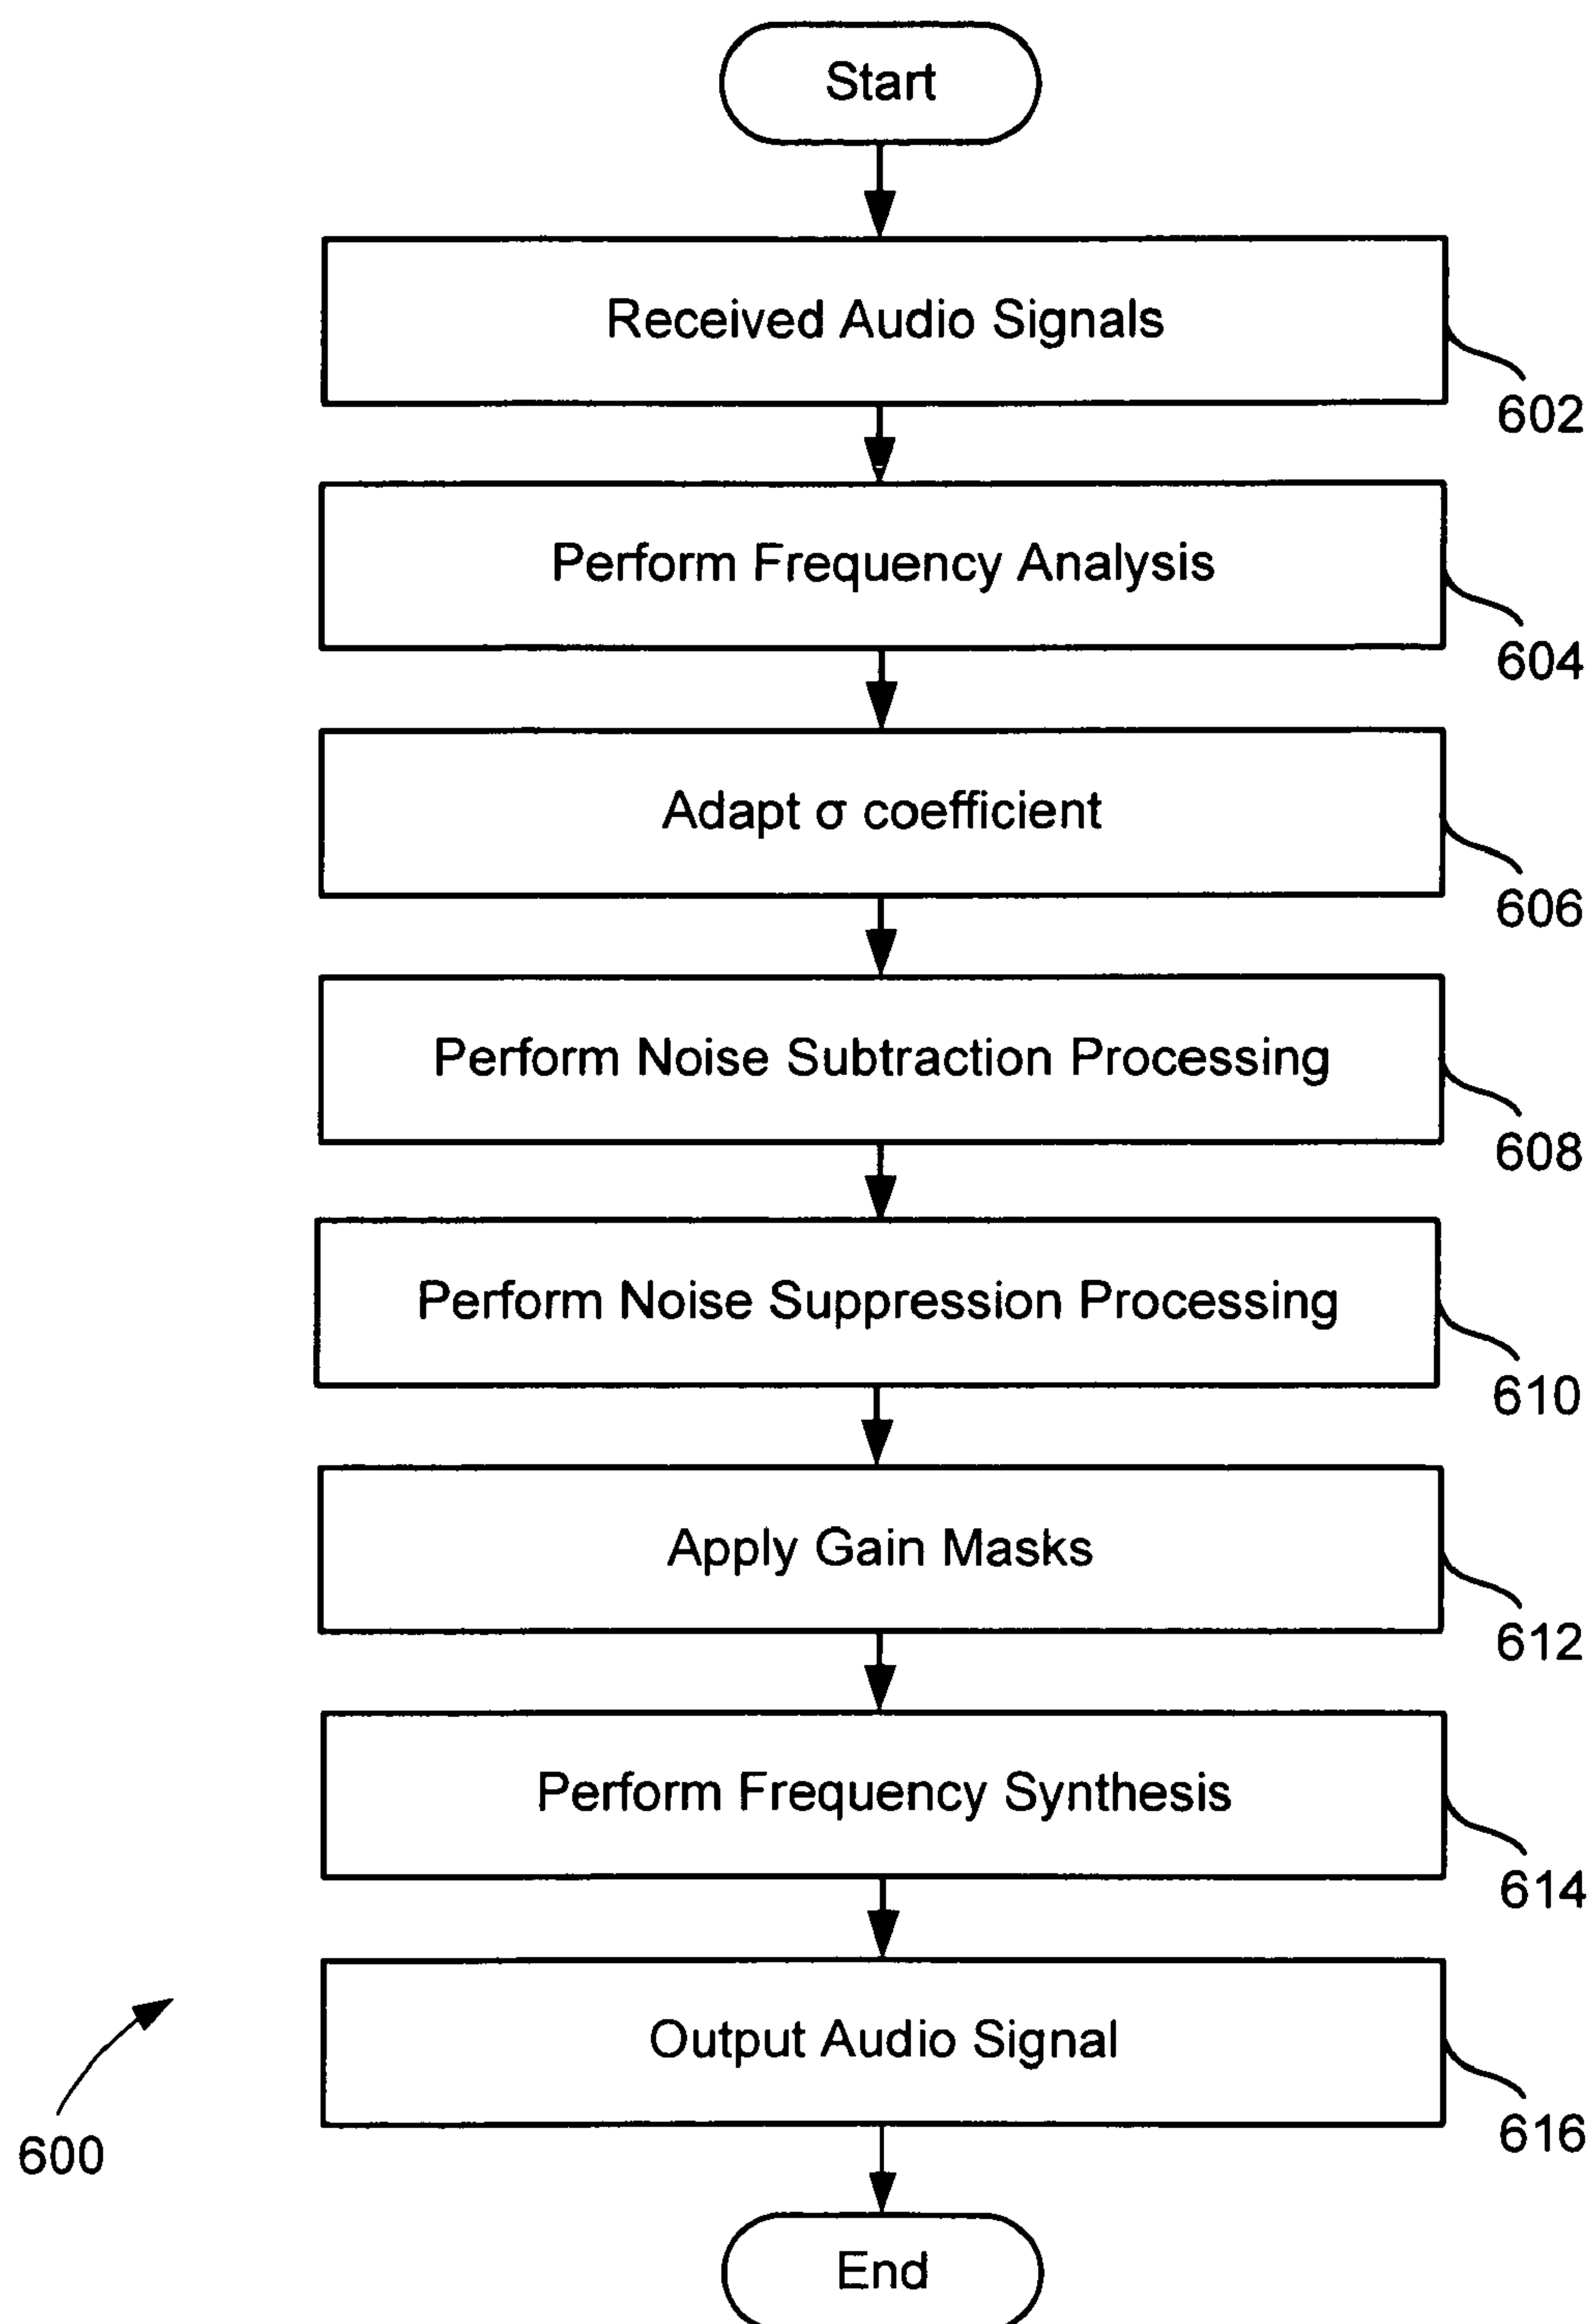 Start
Received Audio Signals
602
Perform Frequency Analysis
604
Adapt σ coefficient
606
Perform Noise Subtraction Processing
608
Perform Noise Suppression Processing
610
Apply Gain Masks
612
Perform Frequency Synthesis
614
Output Audio Signal
616
600
End